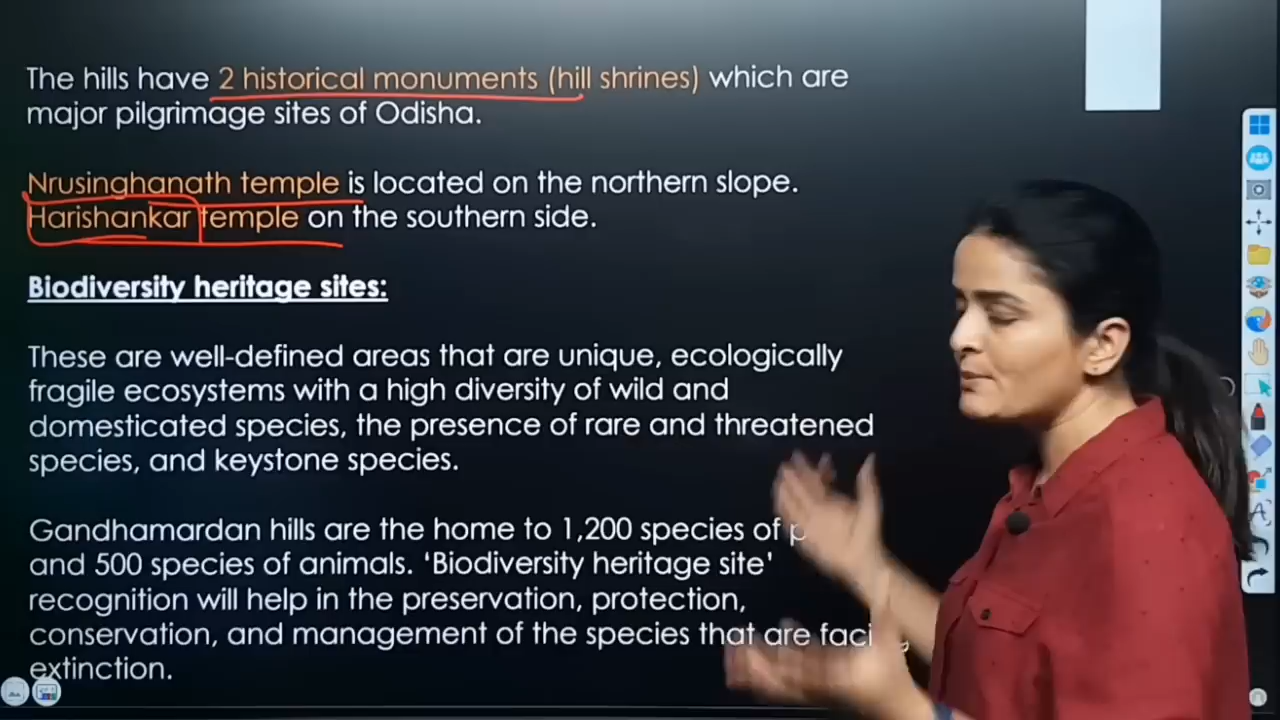 The hills have 2 historical monuments (hill shrines) which are
major pilgrimage sites of Odisha.
Nrusinghanath temple is located on the northern slope.
Harishankar temple on the southern side.
Biodiversity heritage sites:
These are well-defined areas that are unique, ecologically
fragile ecosystems with a high diversity of wild and
domesticated species, the presence of rare and threatened
species, and keystone species.
Gandhamardan hills are the home to 1,200 species of
and 500 species of animals. ‘Biodiversity heritage site’
recognition will help in the preservation, protection,
conservation, and management of the species that are
extinction.